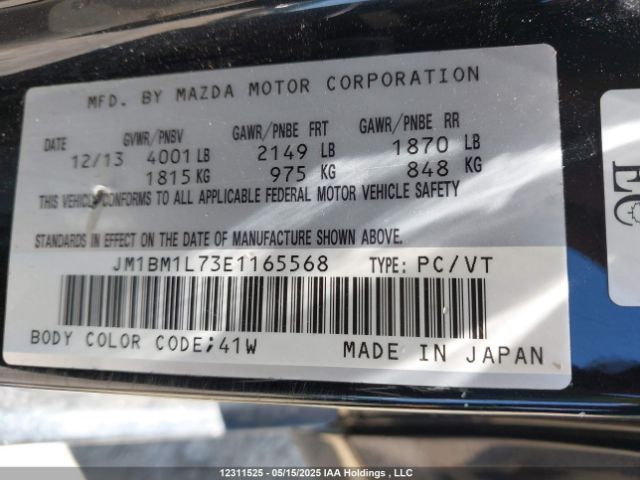 MFD. BY MAZDA MOTOR CORPORATION
DATE GVWR/PNBV GAWR/PNBE FRT GAWR/PNBE RR
12/13 4001 LB 2149 LB 1870 LB
1815 KG 975 KG 848 KG
THIS VEHICLE CONFORMS TO ALL APPLICABLE FEDERAL MOTOR VEHICLE SAFETY
STANDARDS IN EFFECT ON THE DATE OF MANUFACTURE SHOWN ABOVE.
JM1BM1L73E1165568 TYPE: PC/VT
BODY COLOR CODE;41W MADE IN JAPAN
EC
12311525 - 05/15/2025 IAA Holdings , LLC